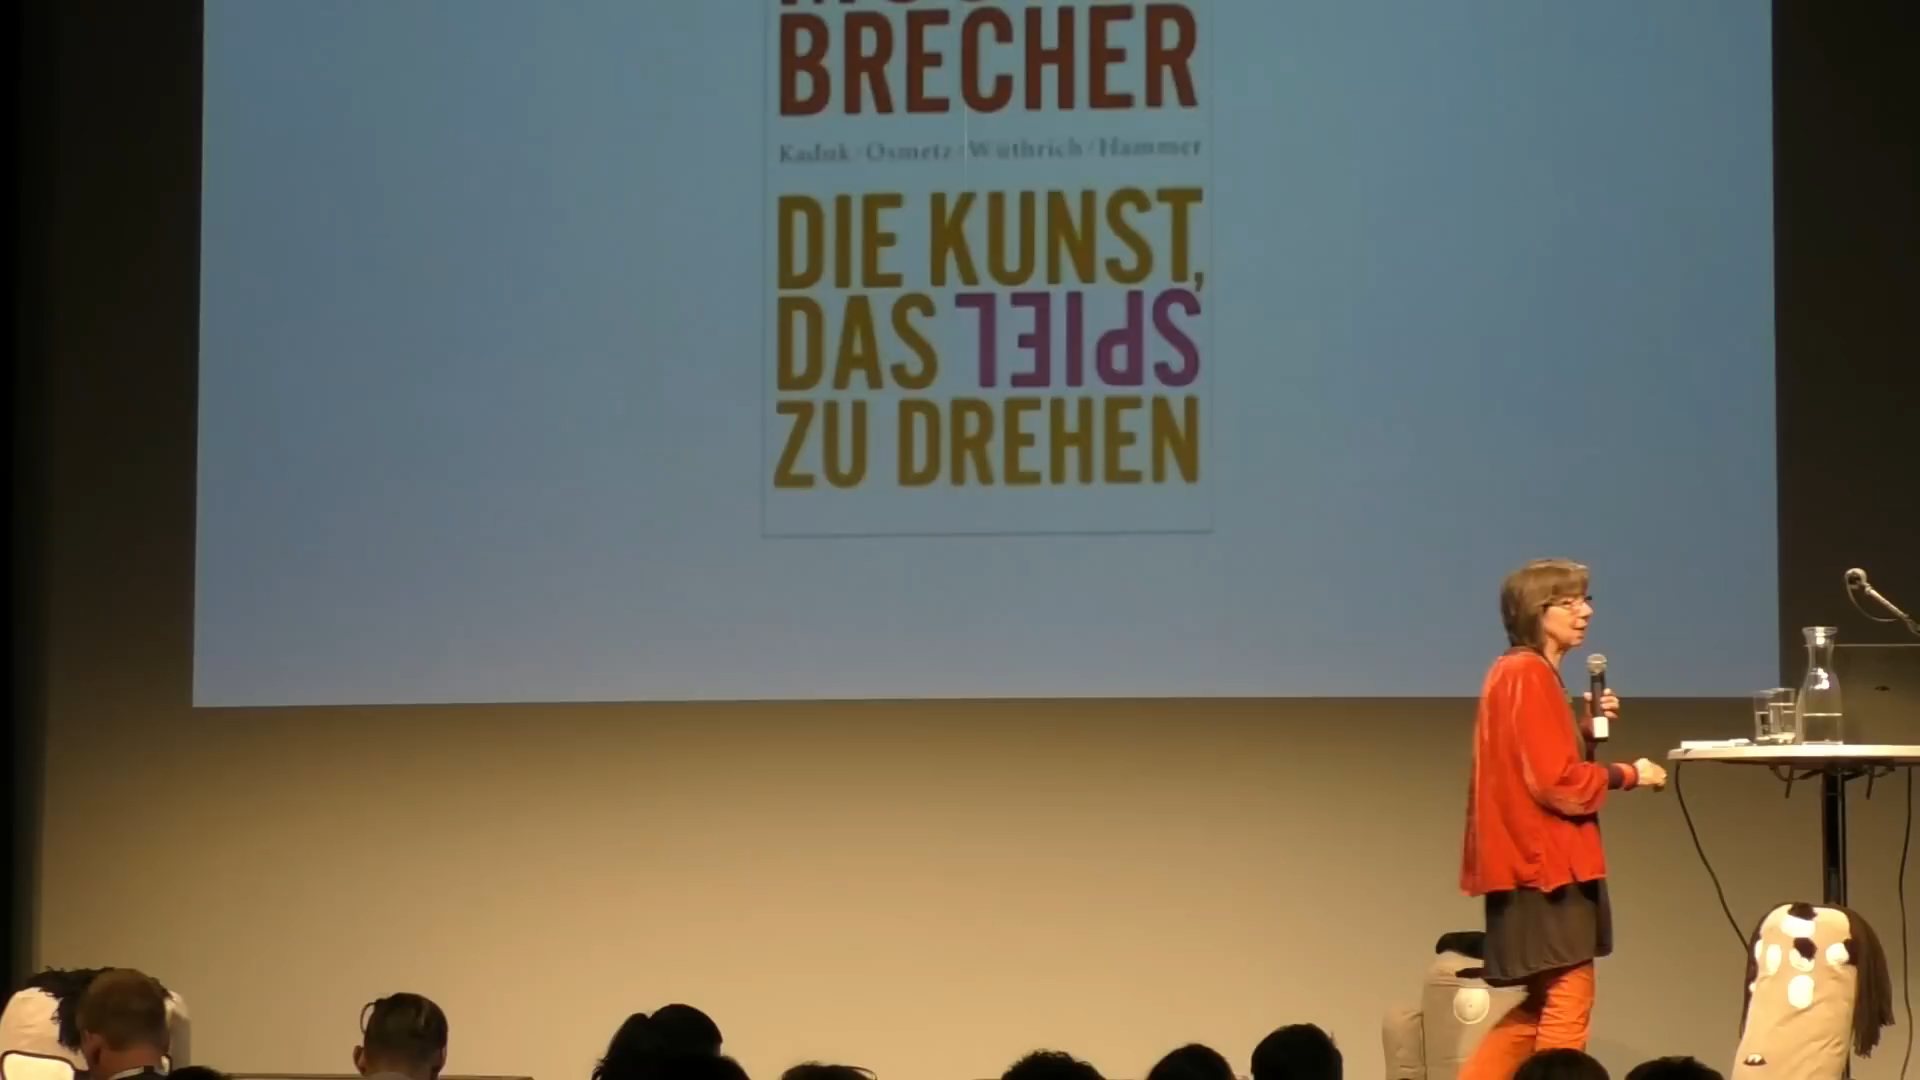 BRECHER
Kaduk / Osmetz / Wüthrich / Hammer
DIE KUNST,
DAS SPIEL
ZU DREHEN